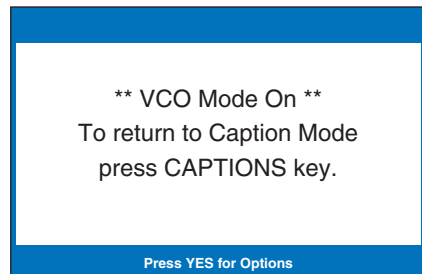 ** VCO Mode On **
To return to Caption Mode
press CAPTIONS key.
Press YES for Options